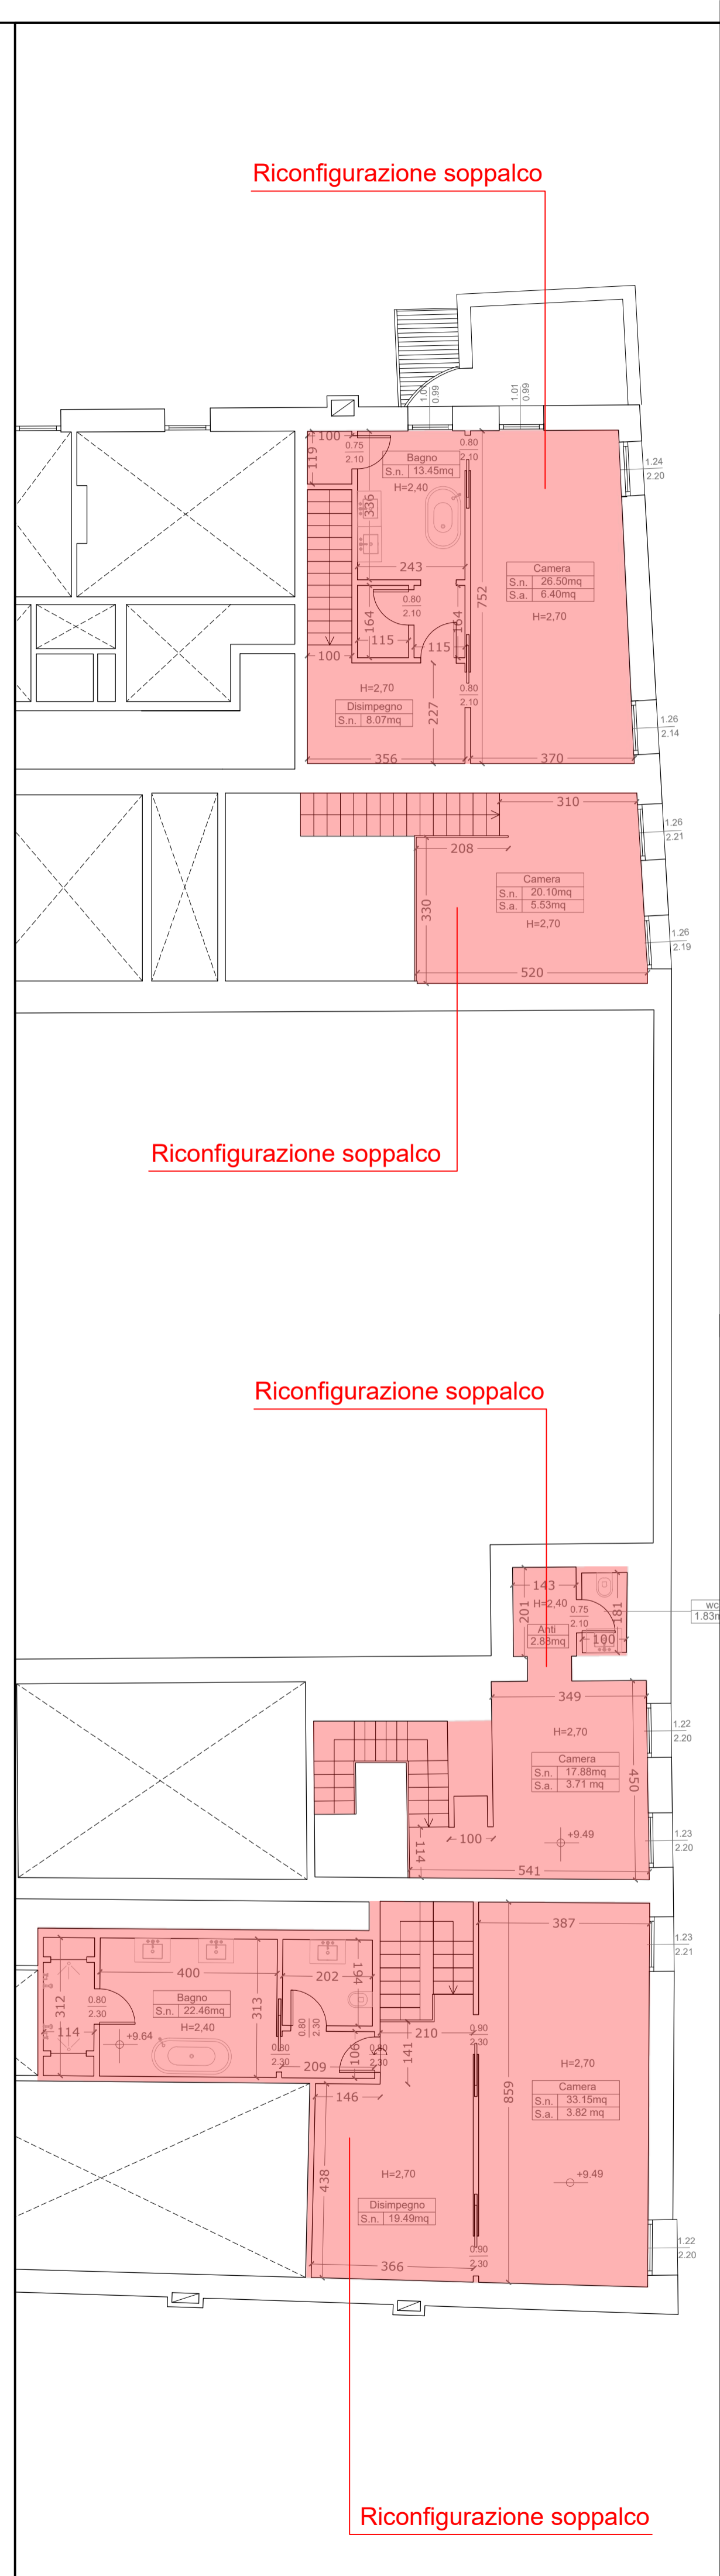 Riconfigurazione soppalco
1.01
0.99
1.01
0.99
100
119
0.75
2.10
Bagno
S.n. 13.45mq
H=2,40
0.80
2.10
1.24
2.20
336
243
752
Camera
S.n. 26.50mq
S.a. 6.40mq
H=2,70
164
0.80
2.10
164
115
115
100
H=2,70
Disimpegno
S.n. 8.07mq
227
0.80
2.10
1.26
2.14
356
370
310
1.26
2.21
208
330
Camera
S.n. 20.10mq
S.a. 5.53mq
H=2,70
1.26
2.19
520
Riconfigurazione soppalco
Riconfigurazione soppalco
143
201
H=2,40
0.75
2.10
181
Anti
2.88mq
100
wc
1.83m
349
1.22
2.20
H=2,70
Camera
S.n. 17.88mq
S.a. 3.71 mq
450
100
+9.49
1.23
2.20
114
541
387
1.23
2.21
400
202
194
312
114
0.80
2.30
Bagno
S.n. 22.46mq
H=2,40
313
+9.64
0.80
2.30
0.80
2.30
209
100
0.80
2.30
210
141
0.90
2.30
146
H=2,70
Camera
S.n. 33.15mq
S.a. 3.82 mq
859
438
H=2,70
+9.49
Disimpegno
S.n. 19.49mq
366
0.90
2.30
1.22
2.20
Riconfigurazione soppalco